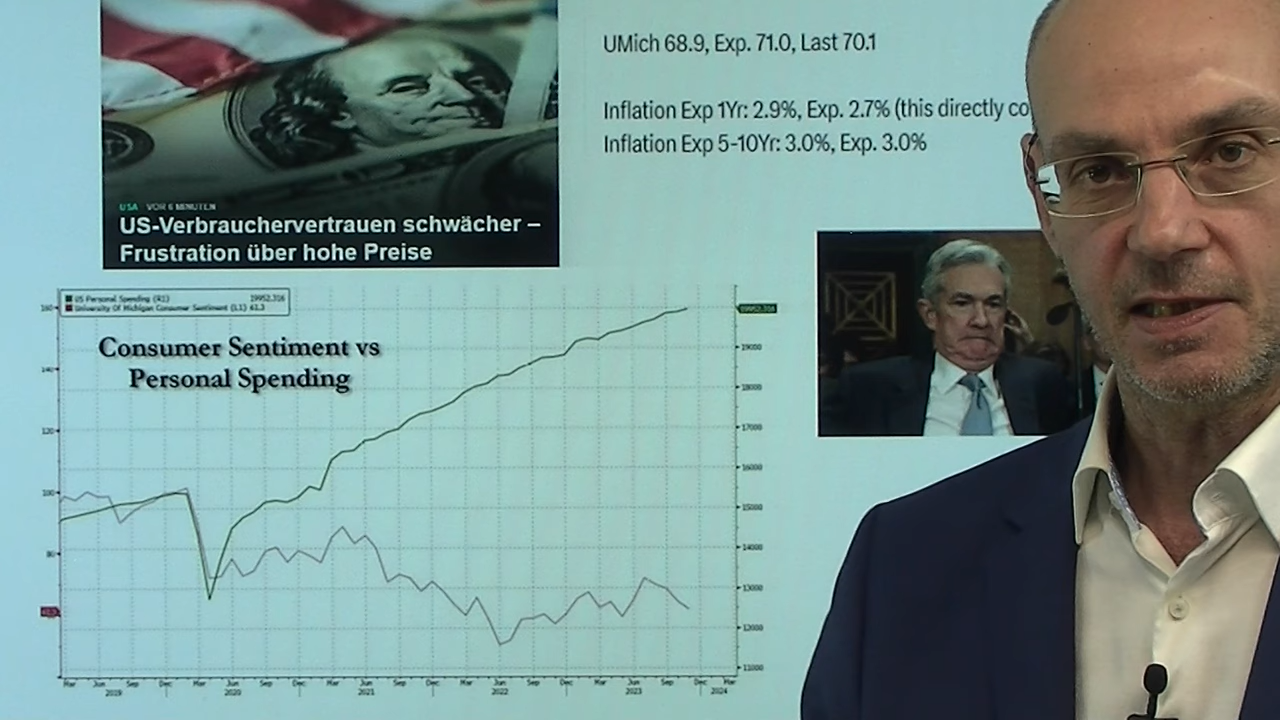 UMich 68.9, Exp. 71.0, Last 70.1
Inflation Exp 1Yr: 2.9%, Exp. 2.7% (this directly co
Inflation Exp 5-10Yr: 3.0%, Exp. 3.0%
USA VOR 6 MINUTEN
US-Verbrauchervertrauen schwächer –
Frustration über hohe Preise
US Personal Spending (R1) 19952.316
University Of Michigan Consumer Sentiment (L1) 61.3
Consumer Sentiment vs
Personal Spending
160
140
120
100
80
61.3
19952.316
19000
18000
17000
16000
15000
14000
13000
12000
11000
Mar Jun Sep Dec Mar Jun Sep Dec Mar Jun Sep Dec Mar Jun Sep Dec Mar Jun Sep Dec Mar
2019 2020 2021 2022 2023 2024